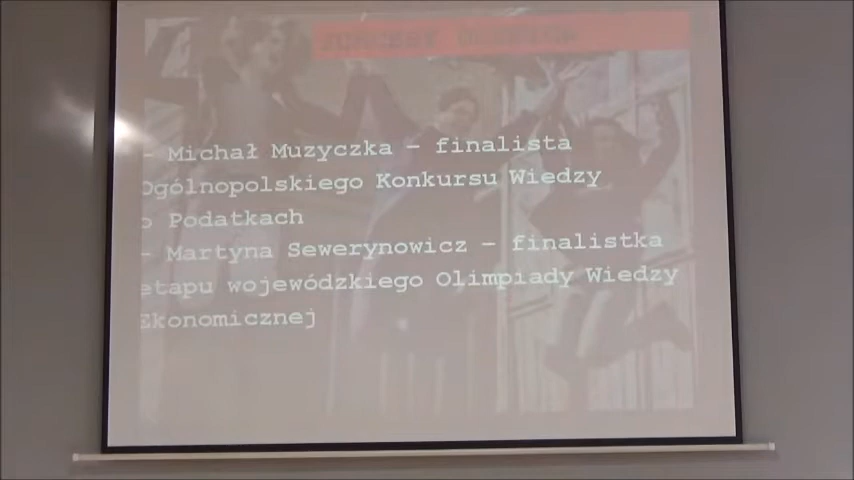 - Michał Muzyczka – finalista
Ogólnopolskiego Konkursu Wiedzy
o Podatkach
- Martyna Sewerynowicz – finalistka
etapu wojewódzkiego Olimpiady Wiedzy
Ekonomicznej